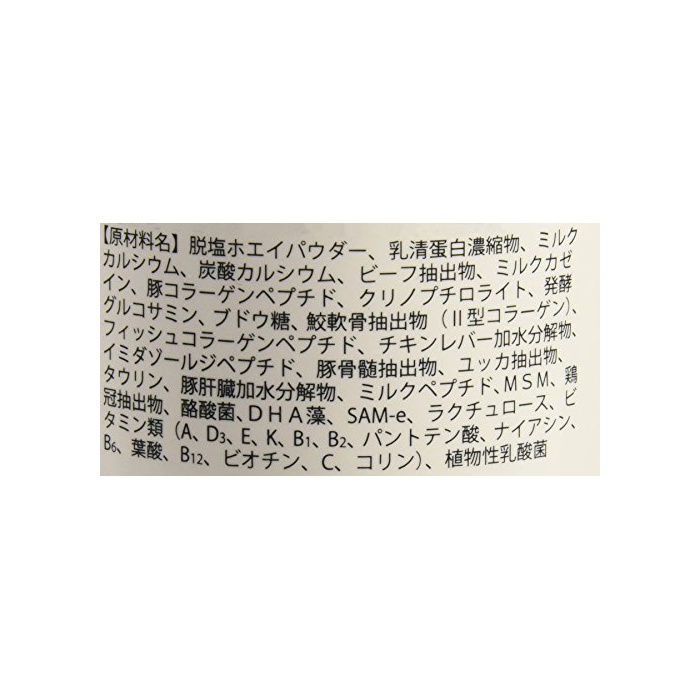 【原材料名】脱塩ホエイパウダー、乳清蛋白濃縮物、ミルク
カルシウム、炭酸カルシウム、ビーフ抽出物、ミルクカゼ
イン、豚コラーゲンペプチド、クリノプチロライト、発酵
グルコサミン、ブドウ糖、鮫軟骨抽出物（Ⅱ型コラーゲン）、
フィッシュコラーゲンペプチド、チキンレバー加水分解物、
イミダゾールジペプチド、豚骨髄抽出物、ユッカ抽出物、
タウリン、豚肝臓加水分解物、ミルクペプチド、ＭＳＭ、鶏
冠抽出物、酪酸菌、ＤＨＡ藻、SAM-e、ラクチュロース、ビ
タミン類（A、D₃、E、K、B₁、B₂、パントテン酸、ナイアシン、
B₆、葉酸、B₁₂、ビオチン、C、コリン）、植物性乳酸菌